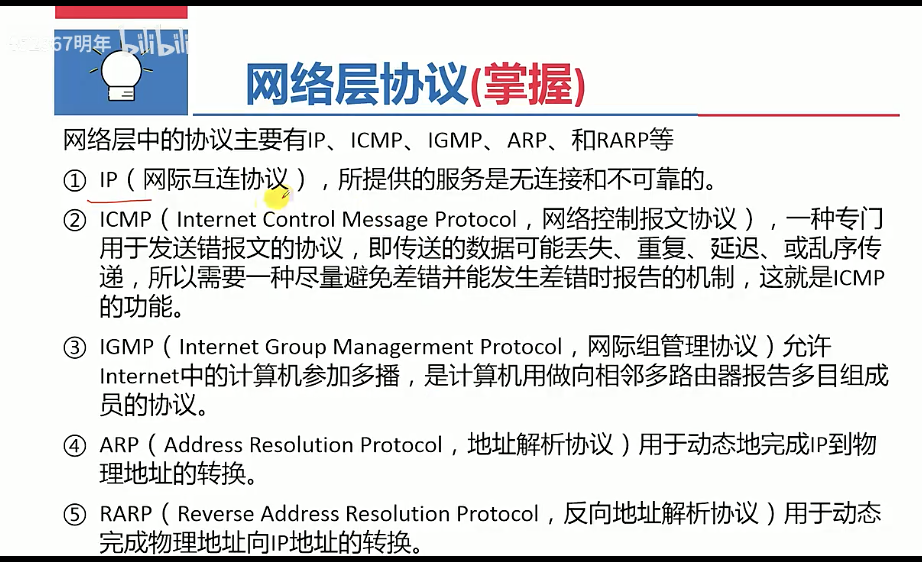 67明年 bilibili
网络层协议(掌握)
网络层中的协议主要有IP、ICMP、IGMP、ARP、和RARP等
① IP（网际互连协议），所提供的服务是无连接和不可靠的。
② ICMP（Internet Control Message Protocol，网络控制报文协议），一种专门
用于发送错报文的协议，即传送的数据可能丢失、重复、延迟、或乱序传
递，所以需要一种尽量避免差错并能发生差错时报告的机制，这就是ICMP
的功能。
③ IGMP（Internet Group Managerment Protocol，网际组管理协议）允许
Internet中的计算机参加多播，是计算机用做向相邻多路由器报告多目组成
员的协议。
④ ARP（Address Resolution Protocol，地址解析协议）用于动态地完成IP到物
理地址的转换。
⑤ RARP（Reverse Address Resolution Protocol，反向地址解析协议）用于动态
完成物理地址向IP地址的转换。